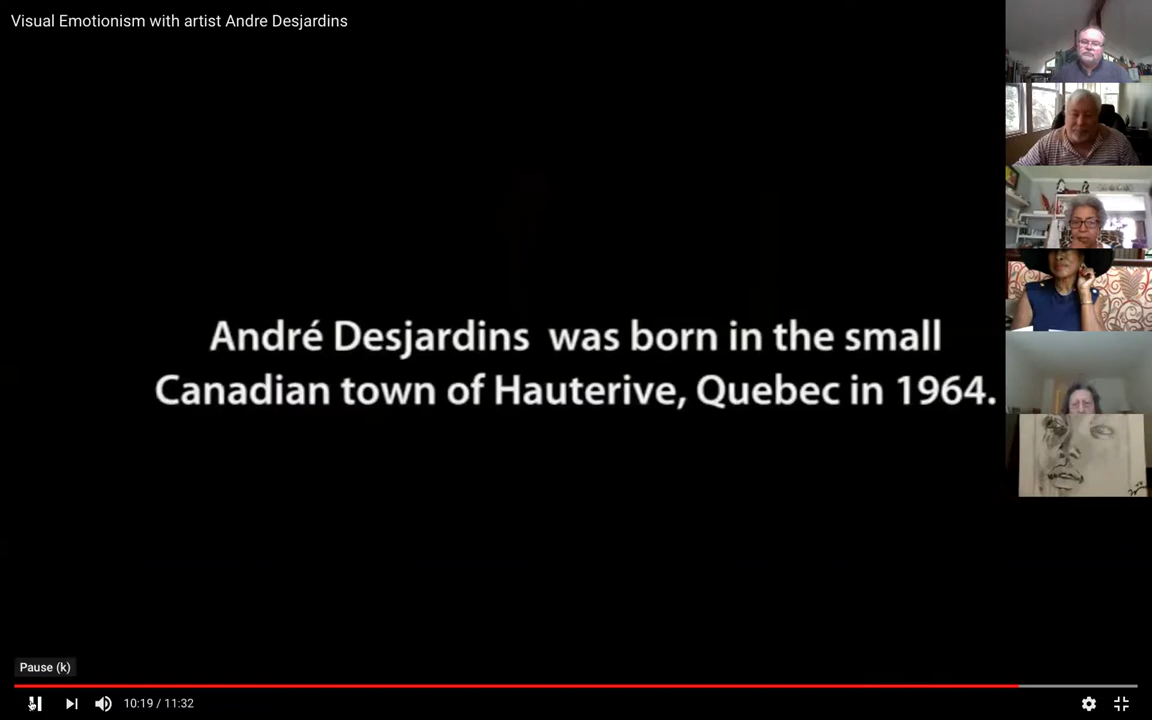 Visual Emotionism with artist Andre Desjardins
André Desjardins was born in the small
Canadian town of Hauterive, Quebec in 1964.
Pause (k)
10:19 / 11:32